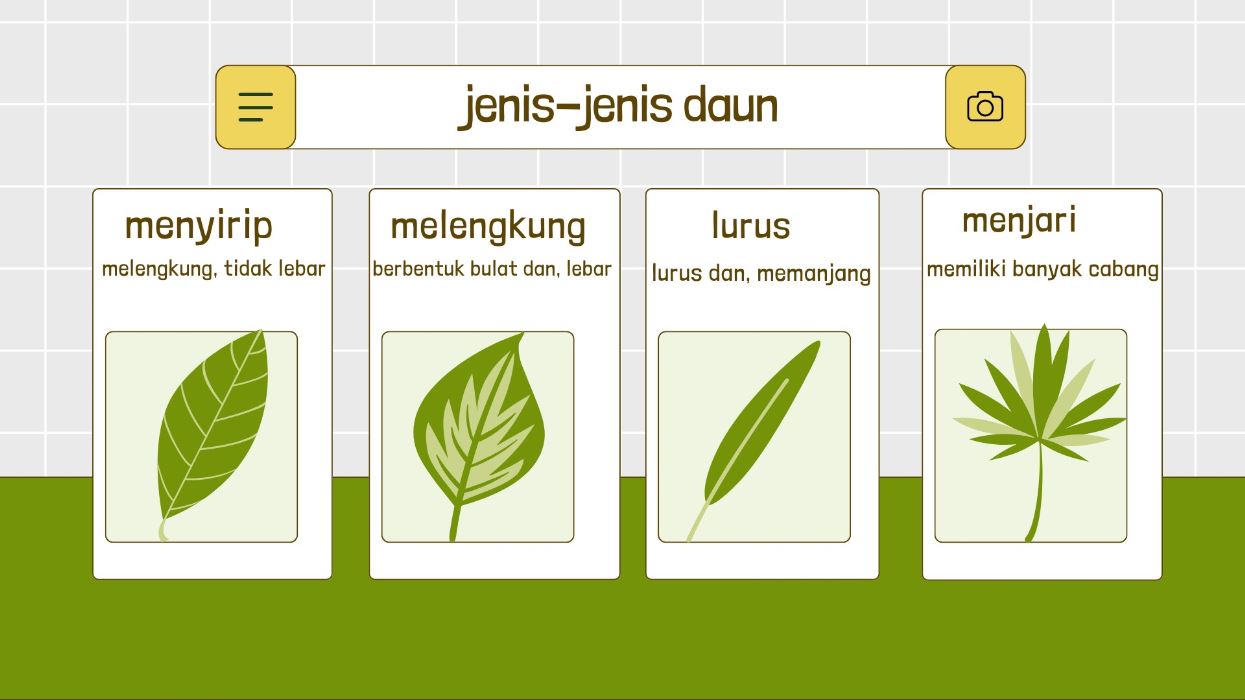 jenis-jenis daun
menyirip
melengkung, tidak lebar
melengkung
berbentuk bulat dan, lebar
lurus
lurus dan, memanjang
menjari
memiliki banyak cabang